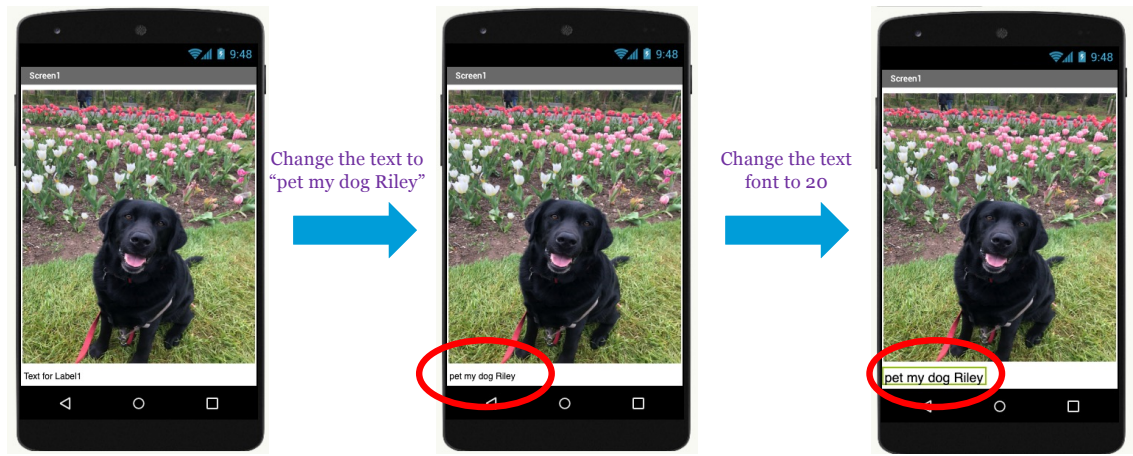 9:48
Screen1
Text for Label1
Change the text to
“pet my dog Riley”
9:48
Screen1
pet my dog Riley
Change the text
font to 20
9:48
Screen1
pet my dog Riley